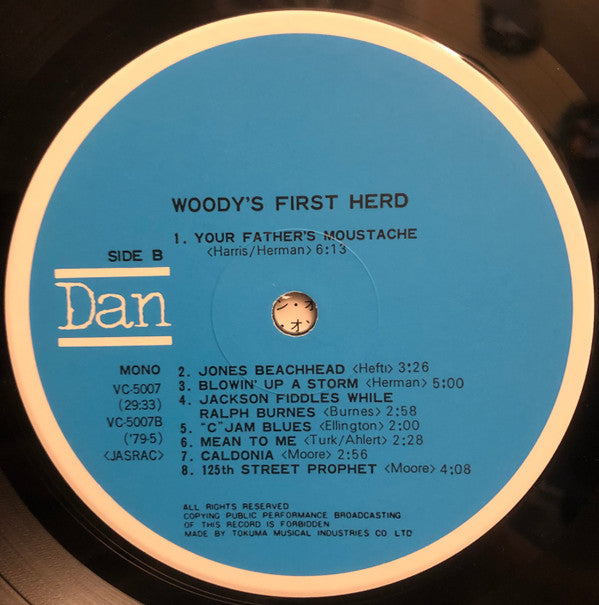 WOODY'S FIRST HERD
1. YOUR FATHER'S MOUSTACHE
<Harris/Herman> 6:13
SIDE B
Dan
MONO
VC-5007
(29:33)
VC-5007B
('79·5)
<JASRAC>
2. JONES BEACHHEAD <Hefti> 3:26
3. BLOWIN' UP A STORM <Herman> 5:00
4. JACKSON FIDDLES WHILE
RALPH BURNES <Burnes> 2:58
5. "C" JAM BLUES <Ellington> 2:00
6. MEAN TO ME <Turk/Ahlert> 2:28
7. CALDONIA <Moore> 2:56
8. 125th STREET PROPHET <Moore> 4:08
ALL RIGHTS RESERVED
COPYING PUBLIC PERFORMANCE BROADCASTING
OF THIS RECORD IS FORBIDDEN
MADE BY TOKUMA MUSICAL INDUSTRIES CO LTD